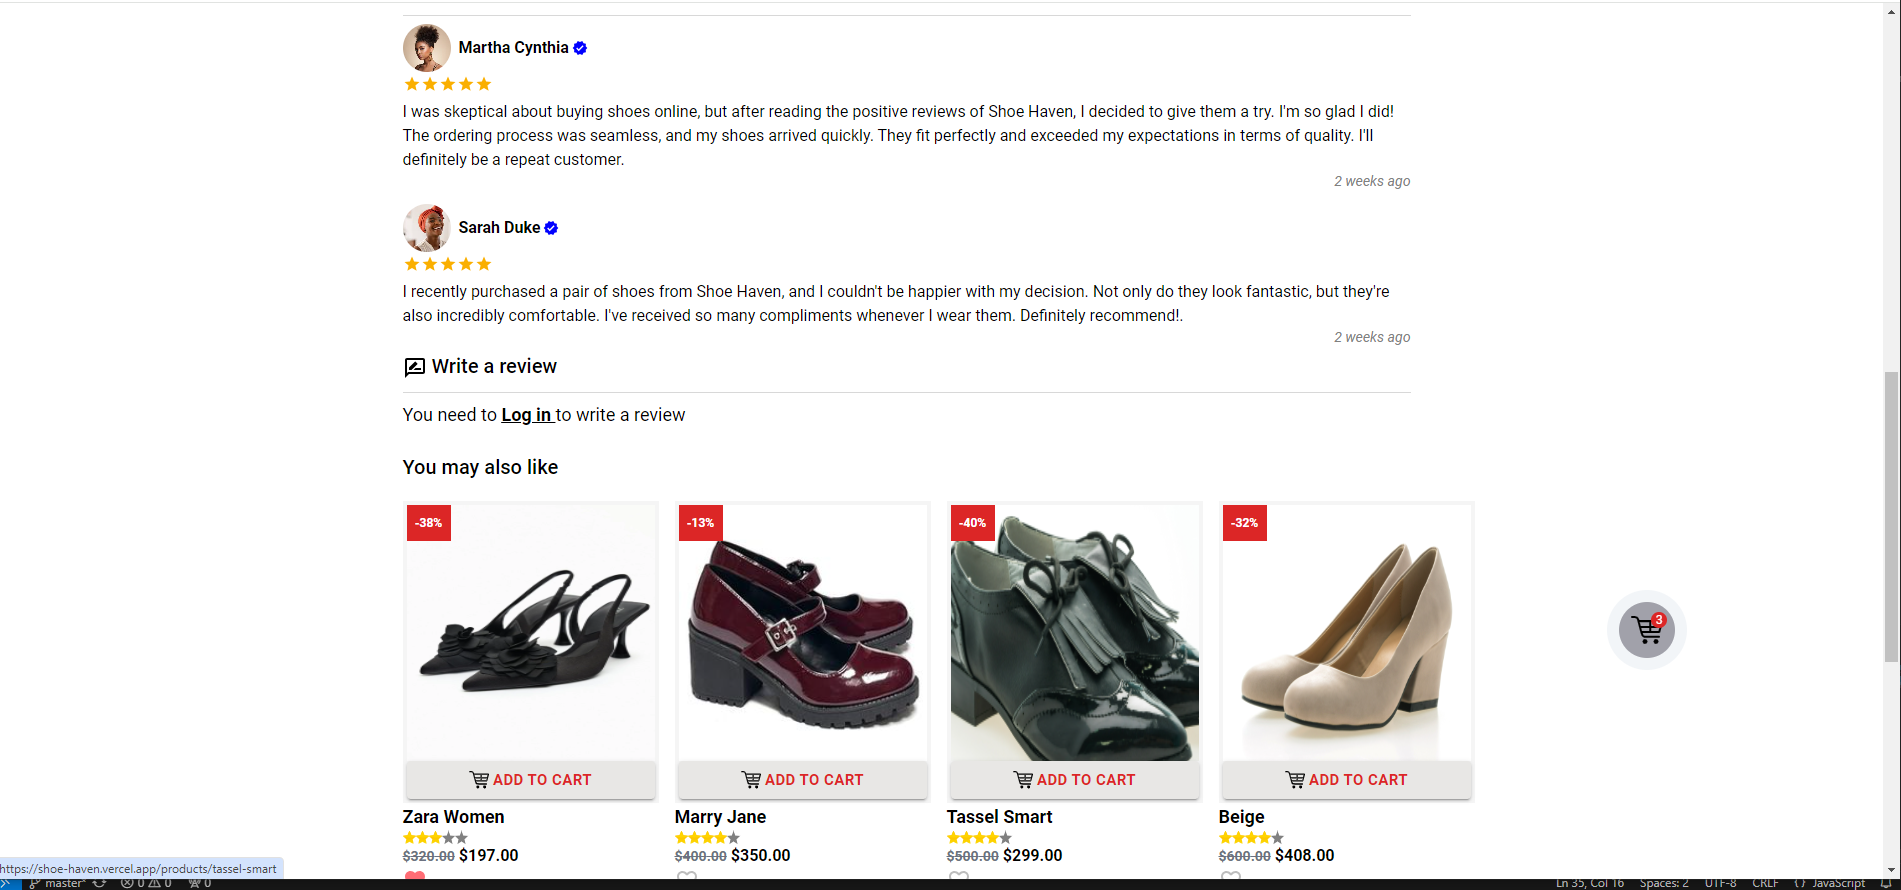 Martha Cynthia
I was skeptical about buying shoes online, but after reading the positive reviews of Shoe Haven, I decided to give them a try. I'm so glad I did!
The ordering process was seamless, and my shoes arrived quickly. They fit perfectly and exceeded my expectations in terms of quality. I'll
definitely be a repeat customer.
2 weeks ago
Sarah Duke
I recently purchased a pair of shoes from Shoe Haven, and I couldn't be happier with my decision. Not only do they look fantastic, but they're
also incredibly comfortable. I've received so many compliments whenever I wear them. Definitely recommend!.
2 weeks ago
Write a review
You need to Log in to write a review
You may also like
-38%
-13%
-40%
-32%
3
ADD TO CART
ADD TO CART
ADD TO CART
ADD TO CART
Zara Women
Marry Jane
Tassel Smart
Beige
$320.00 $197.00
$400.00 $350.00
$500.00 $299.00
$600.00 $408.00
https://shoe-haven.vercel.app/products/tassel-smart
master* 0 0 0
Ln 35, Col 16 Spaces: 2 UTF-8 CRLF {} JavaScript